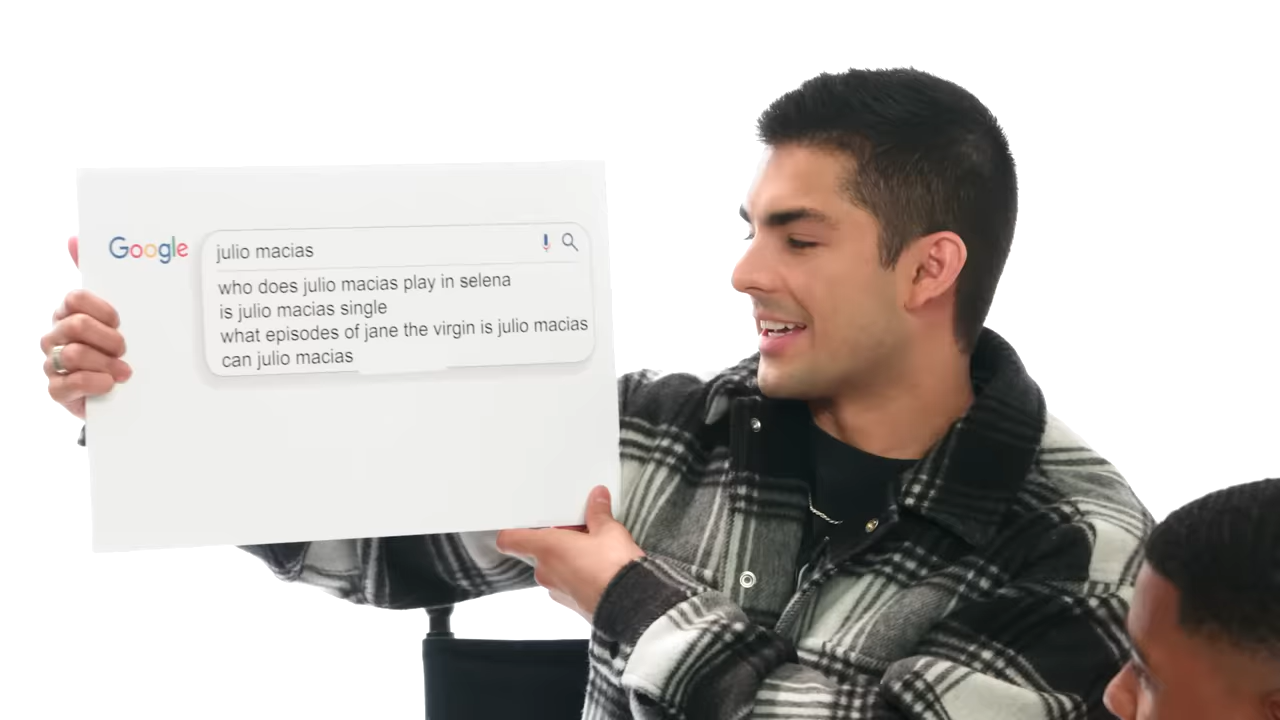 Google
julio macias
who does julio macias play in selena
is julio macias single
what episodes of jane the virgin is julio macias
can julio macias